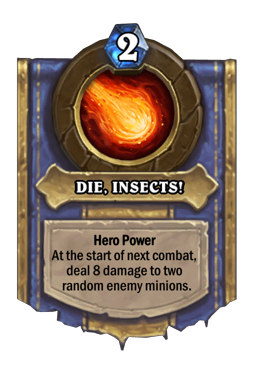 2
DIE, INSECTS!
Hero Power
At the start of next combat,
deal 8 damage to two
random enemy minions.